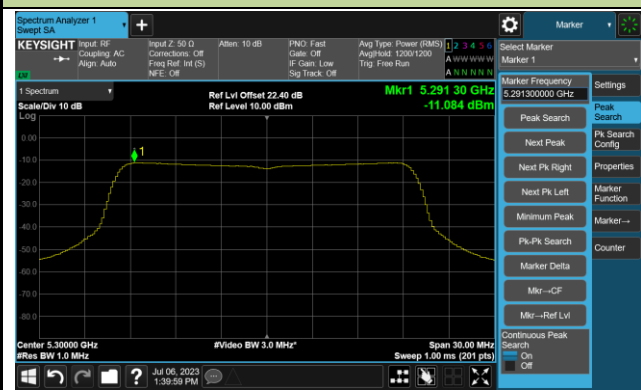 Spectrum Analyzer 1
Swept SA
Marker
KEYSIGHT
Input: RF
Coupling: AC
Align: Auto
Input Z: 50 Ω
Corrections: Off
Freq Ref: Int (S)
NFE: Off
Atten: 10 dB
PNO: Fast
Gate: Off
IF Gain: Low
Sig Track: Off
Avg Type: Power (RMS)
Avg|Hold: 1200/1200
Trig: Free Run
1 2 3 4 5 6
A W W W W W
A N N N N N
LXI
Select Marker
Marker 1
1 Spectrum
Scale/Div 10 dB
Log
Ref Lvl Offset 22.40 dB
Ref Level 10.00 dBm
Mkr1 5.291 30 GHz
-11.084 dBm
0.00
-10.0
-20.0
-30.0
-40.0
-50.0
-60.0
-70.0
-80.0
1
Center 5.30000 GHz
#Res BW 1.0 MHz
#Video BW 3.0 MHz*
Span 30.00 MHz
Sweep 1.00 ms (201 pts)
Marker Frequency
5.291300000 GHz
Peak Search
Next Peak
Next Pk Right
Next Pk Left
Minimum Peak
Pk-Pk Search
Marker Delta
Mkr→CF
Mkr→Ref Lvl
Continuous Peak
Search
On
Off
Settings
Peak
Search
Pk Search
Config
Properties
Marker
Function
Marker→
Counter
Jul 06, 2023
1:39:59 PM